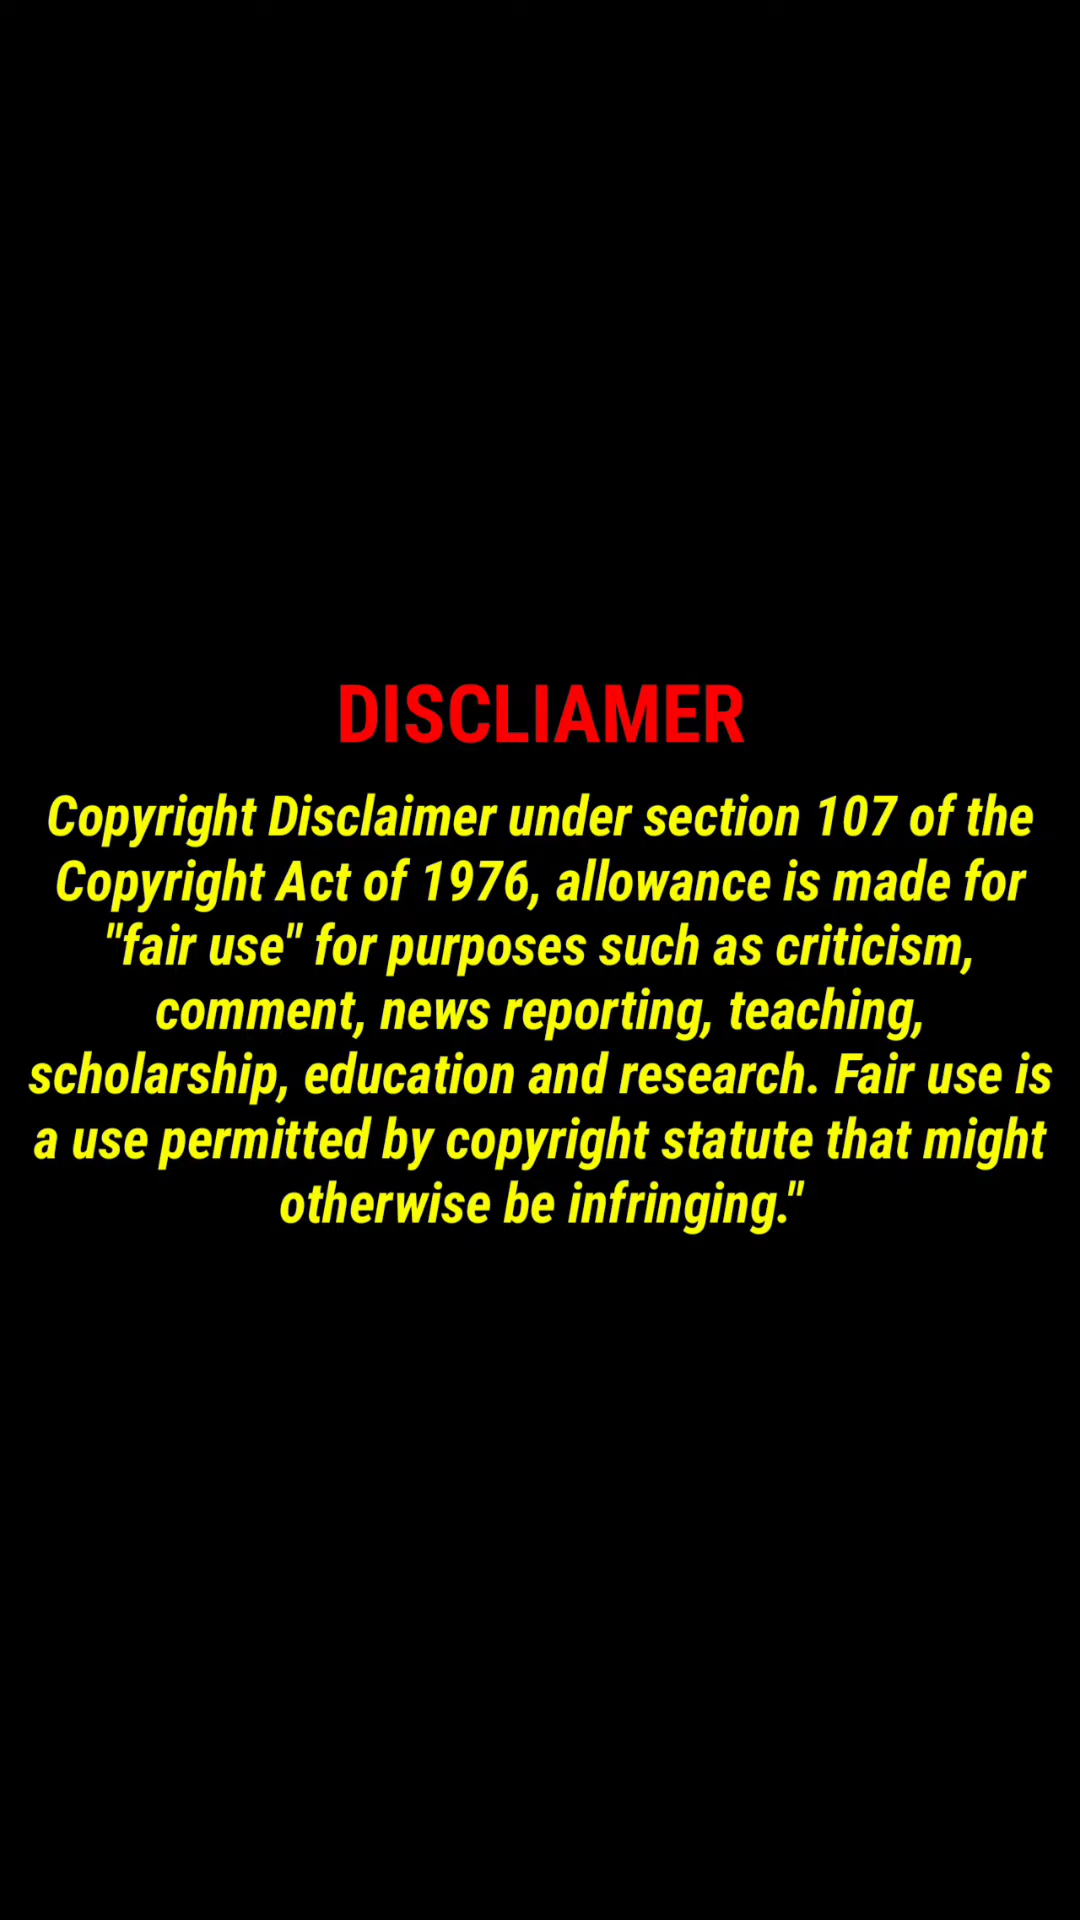 DISCLIAMER
Copyright Disclaimer under section 107 of the
Copyright Act of 1976, allowance is made for
"fair use" for purposes such as criticism,
comment, news reporting, teaching,
scholarship, education and research. Fair use is
a use permitted by copyright statute that might
otherwise be infringing."